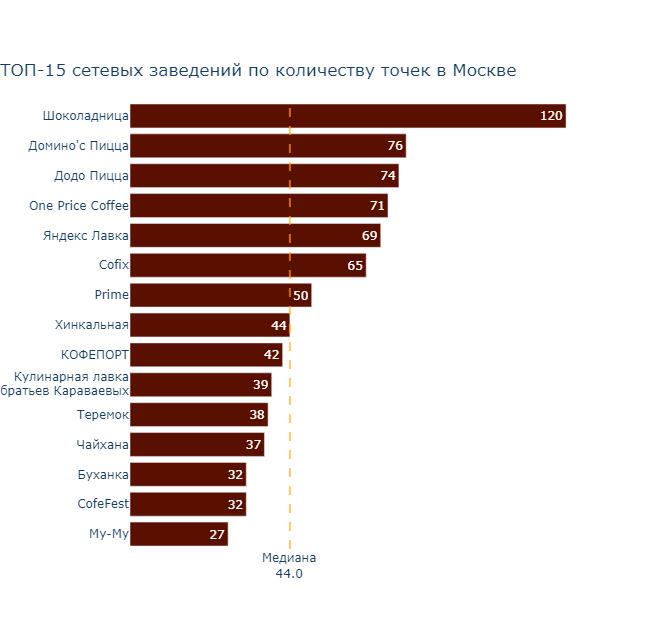 ТОП-15 сетевых заведений по количеству точек в Москве
Шоколадница 120
Домино's Пицца 76
Додо Пицца 74
One Price Coffee 71
Яндекс Лавка 69
Cofix 65
Prime 50
Хинкальная 44
КОФЕПОРТ 42
Кулинарная лавка
братьев Караваевых 39
Теремок 38
Чайхана 37
Буханка 32
CofeFest 32
Му-Му 27
Медиана
44.0